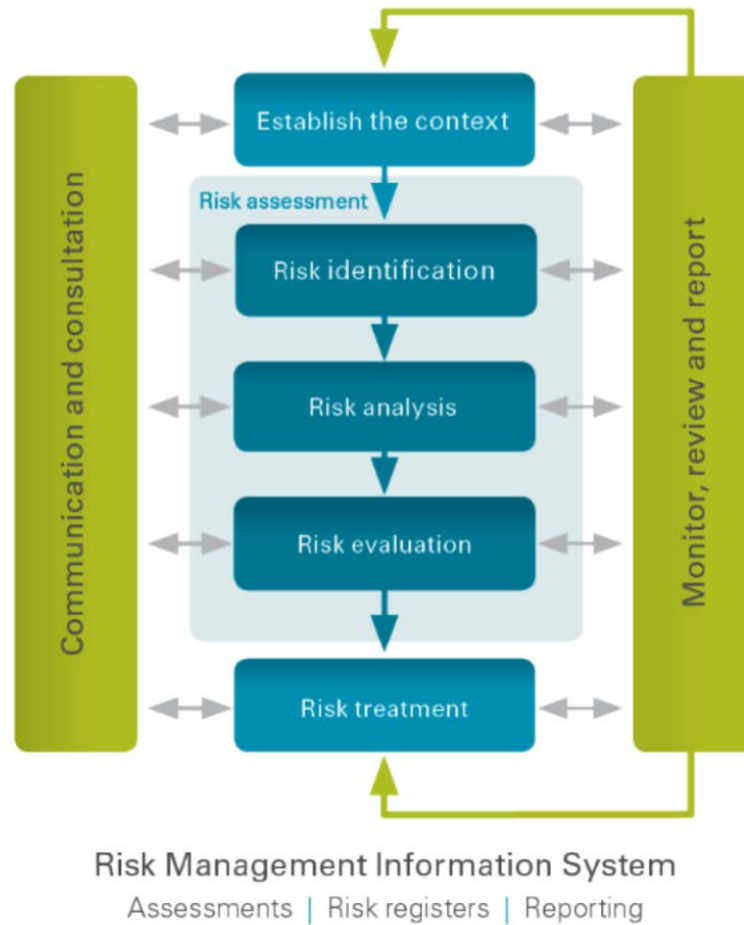 Establish the context
Risk assessment
Risk identification
Risk analysis
Risk evaluation
Risk treatment
Communication and consultation
Monitor, review and report
Risk Management Information System
Assessments | Risk registers | Reporting